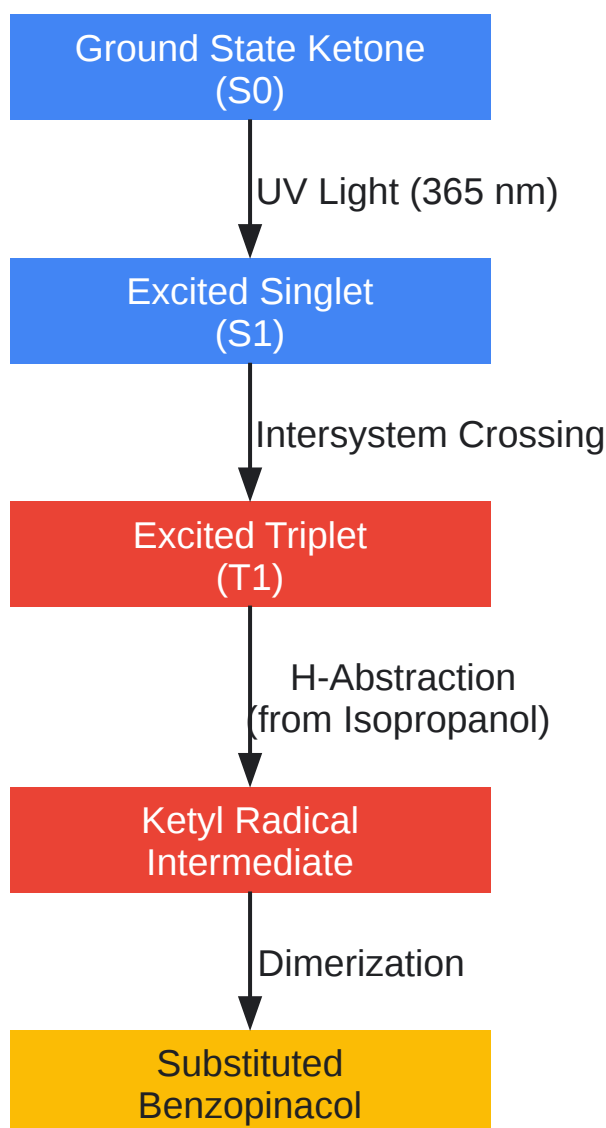 Ground State Ketone
(S0)
UV Light (365 nm)
Excited Singlet
(S1)
Intersystem Crossing
Excited Triplet
(T1)
H-Abstraction
(from Isopropanol)
Ketyl Radical
Intermediate
Dimerization
Substituted
Benzopinacol